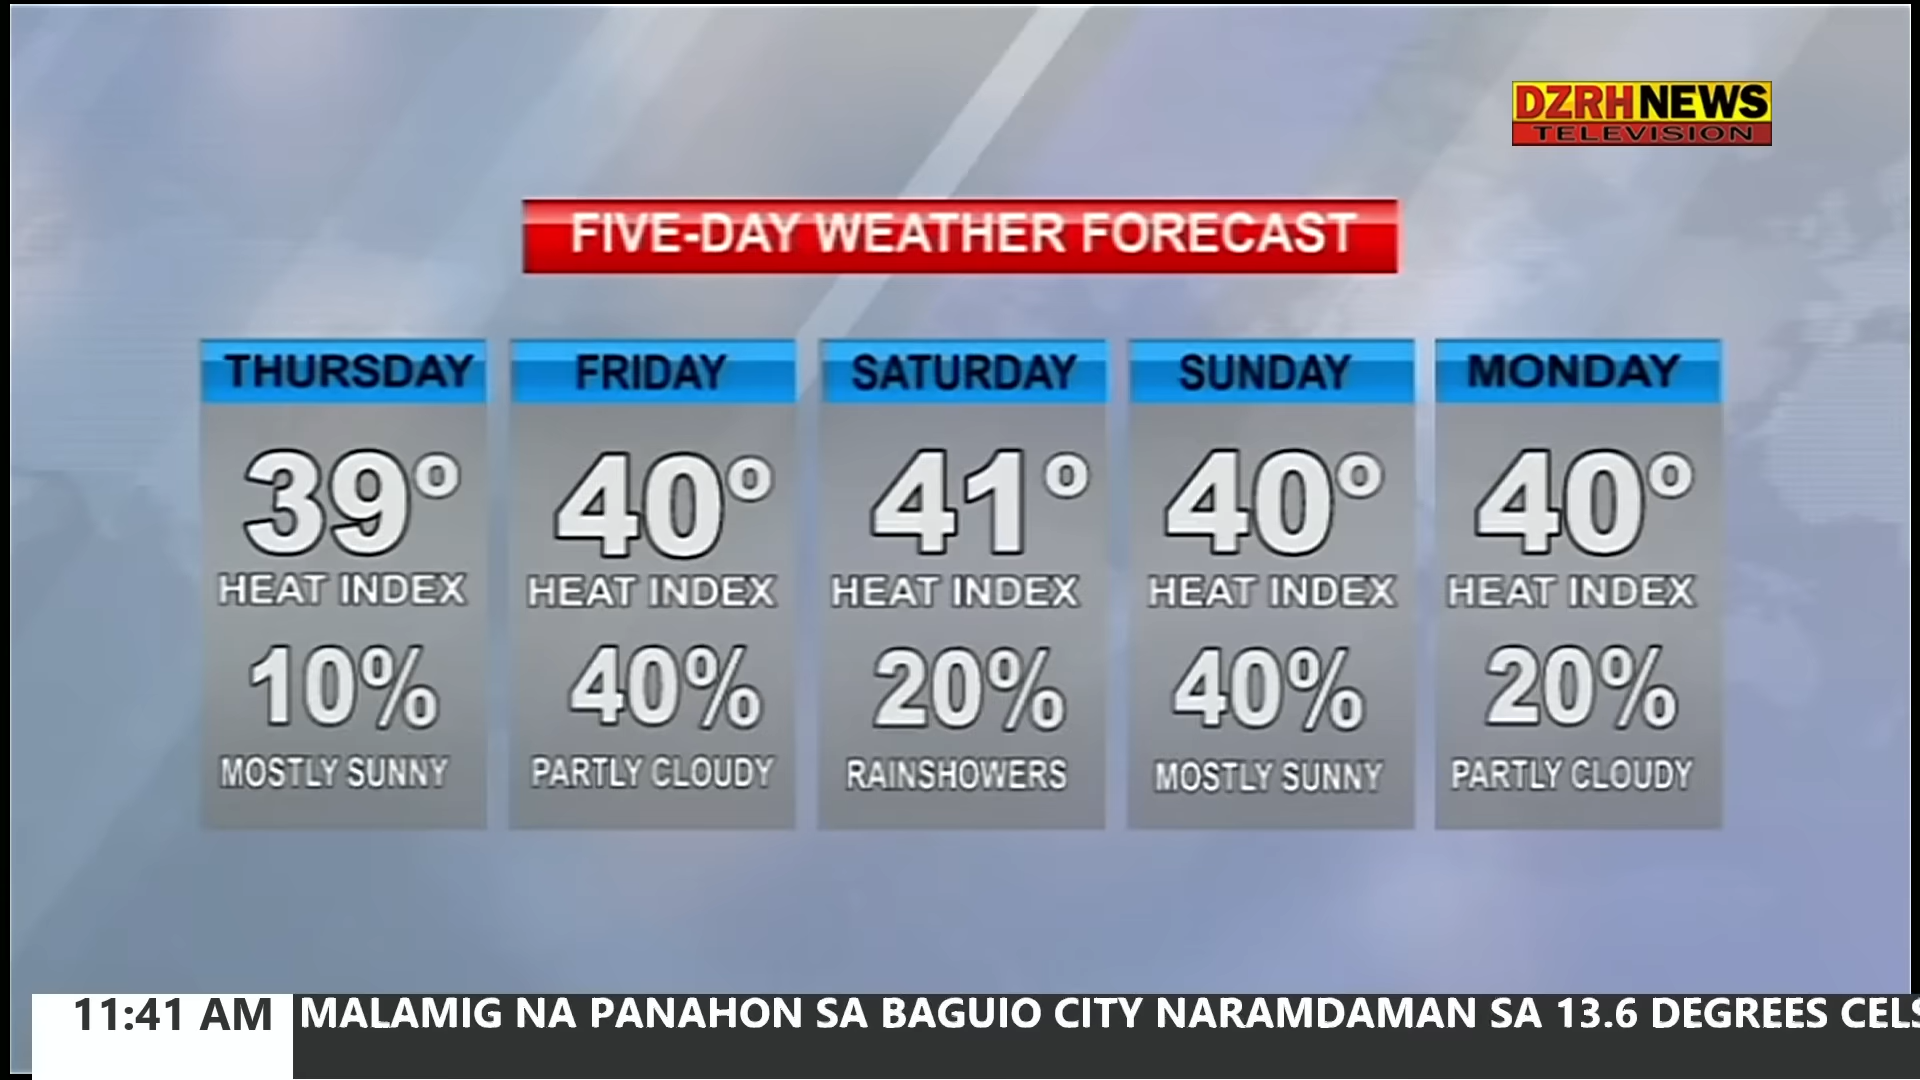 DZRHNEWS
TELEVISION
FIVE-DAY WEATHER FORECAST
THURSDAY
39°
HEAT INDEX
10%
MOSTLY SUNNY
FRIDAY
40°
HEAT INDEX
40%
PARTLY CLOUDY
SATURDAY
41°
HEAT INDEX
20%
RAINSHOWERS
SUNDAY
40°
HEAT INDEX
40%
MOSTLY SUNNY
MONDAY
40°
HEAT INDEX
20%
PARTLY CLOUDY
11:41 AM MALAMIG NA PANAHON SA BAGUIO CITY NARAMDAMAN SA 13.6 DEGREES CELS